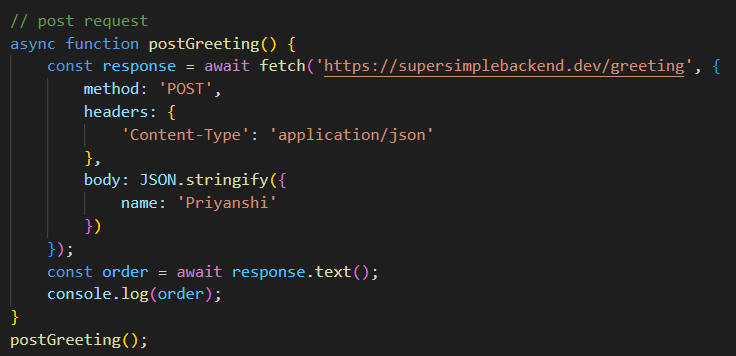 // post request
async function postGreeting() {
    const response = await fetch('https://supersimplebackend.dev/greeting', {
        method: 'POST',
        headers: {
            'Content-Type': 'application/json'
        },
        body: JSON.stringify({
            name: 'Priyanshi'
        })
    });
    const order = await response.text();
    console.log(order);
}
postGreeting();